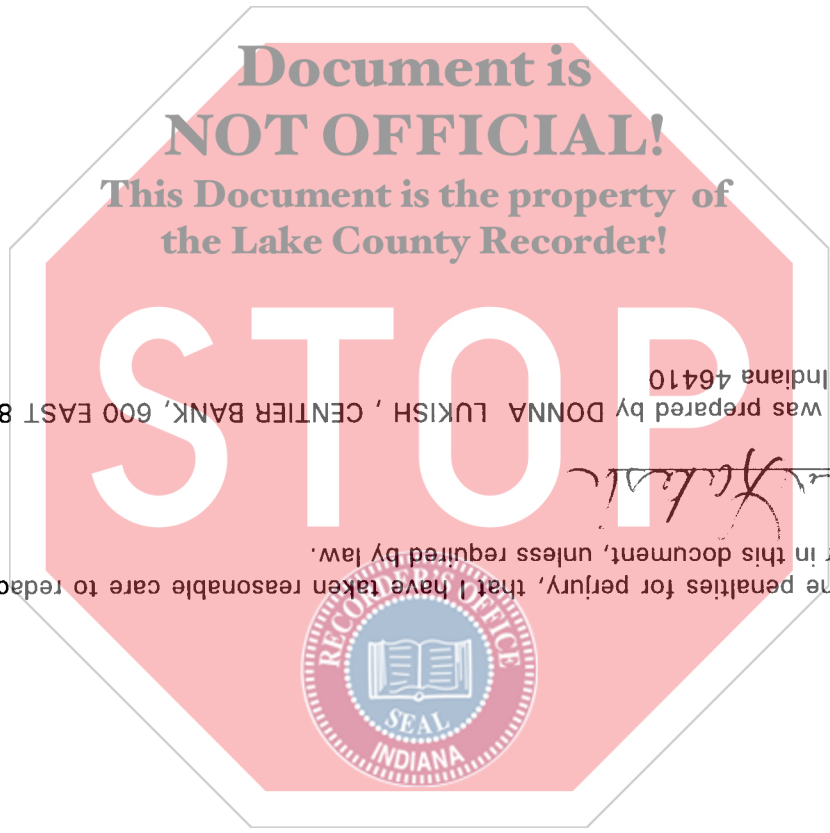 Document is
NOT OFFICIAL!
This Document is the property of
the Lake County Recorder!
STOP
ne penalties for perjury, that I have taken reasonable care to redac
r in this document, unless required by law.
was prepared by DONNA LUKISH , CENTIER BANK, 600 EAST 8
Indiana 46410
RECORDER'S OFFICE
SEAL
INDIANA